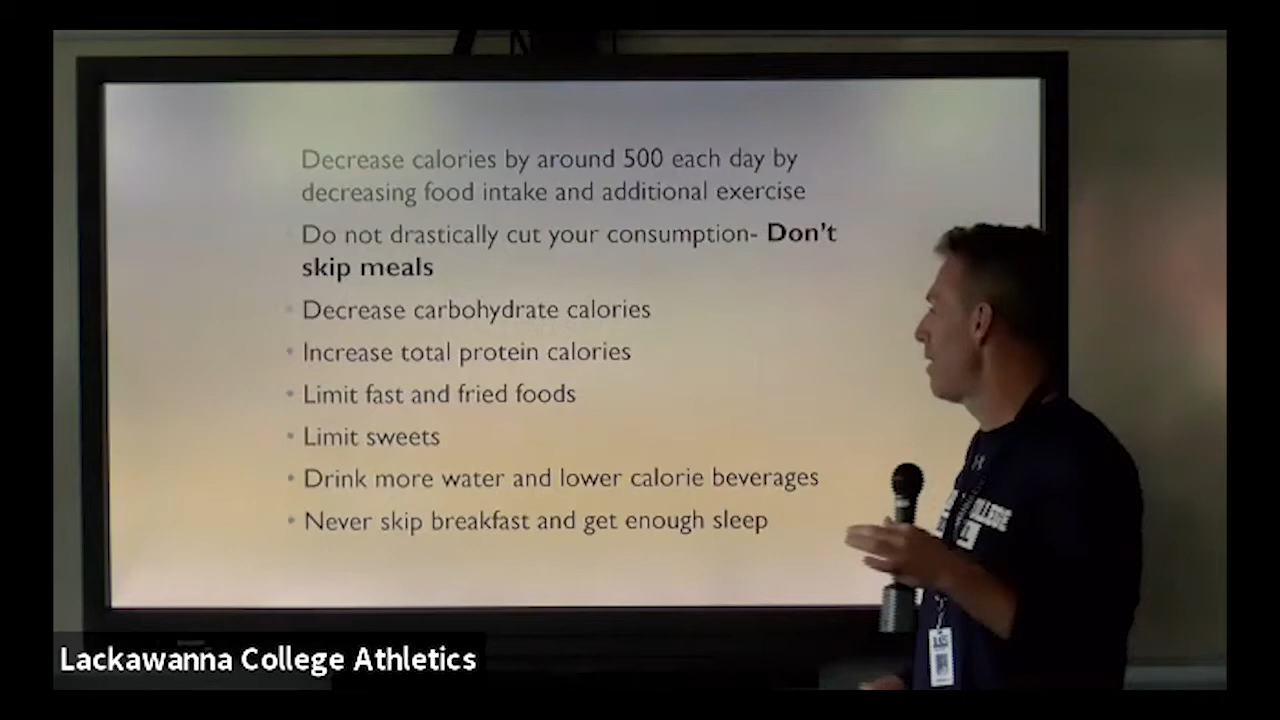 Decrease calories by around 500 each day by
decreasing food intake and additional exercise
Do not drastically cut your consumption- Don't
skip meals
• Decrease carbohydrate calories
• Increase total protein calories
• Limit fast and fried foods
• Limit sweets
• Drink more water and lower calorie beverages
• Never skip breakfast and get enough sleep
Lackawanna College Athletics